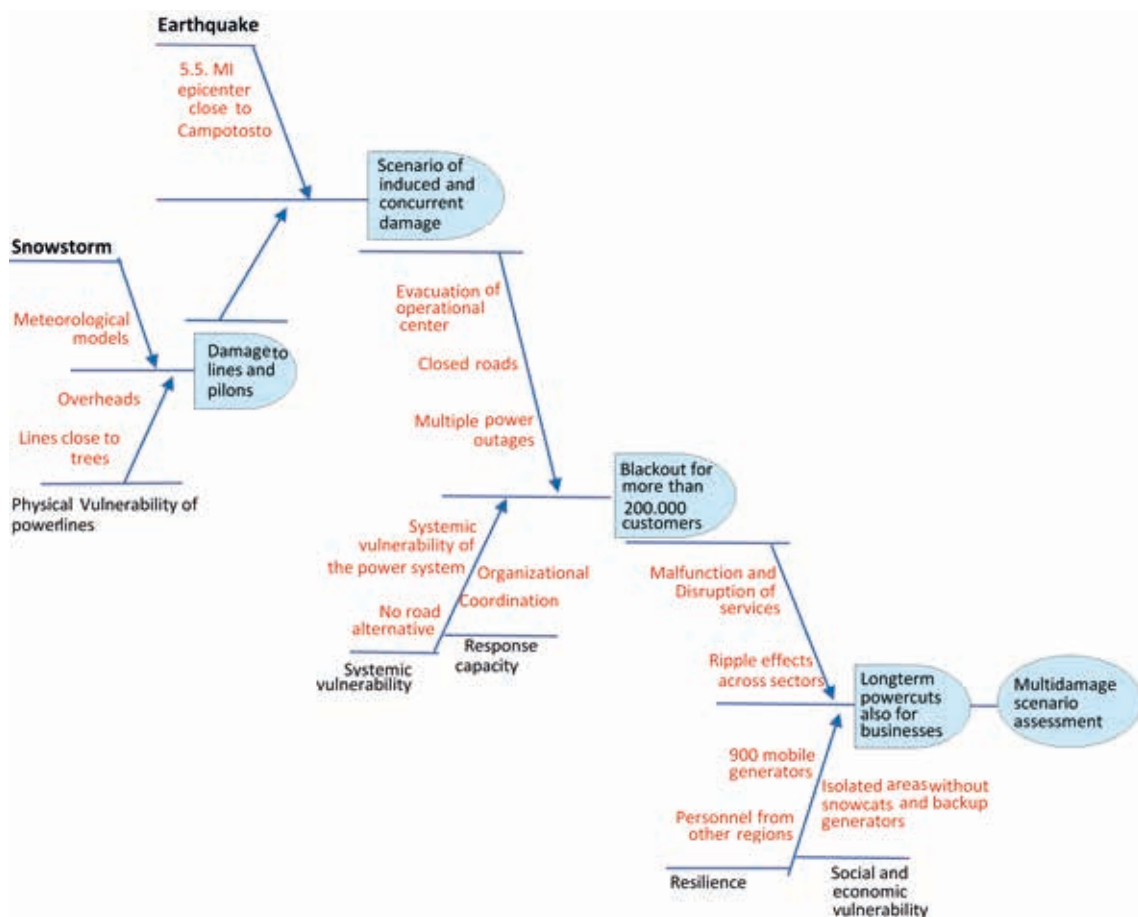 Earthquake
5.5. MI
epicenter
close to
Campotosto
Scenario of
induced and
concurrent
damage
Snowstorm
Meteorological
models
Damage to
lines and
pilons
Overheads
Lines close to
trees
Physical Vulnerability of
powerlines
Evacuation of
operational
center
Closed roads
Multiple power
outages
Blackout for
more than
200.000
customers
Systemic
vulnerability of
the power system
No road
alternative
Systemic
vulnerability
Organizational
Coordination
Response
capacity
Malfunction and
Disruption of
services
Ripple effects
across sectors
Longterm
powercuts
also for
businesses
Multidamage
scenario
assessment
900 mobile
generators
Personnel from
other regions
Resilience
Isolated areas without
snowcats and backup
generators
Social and
economic
vulnerability